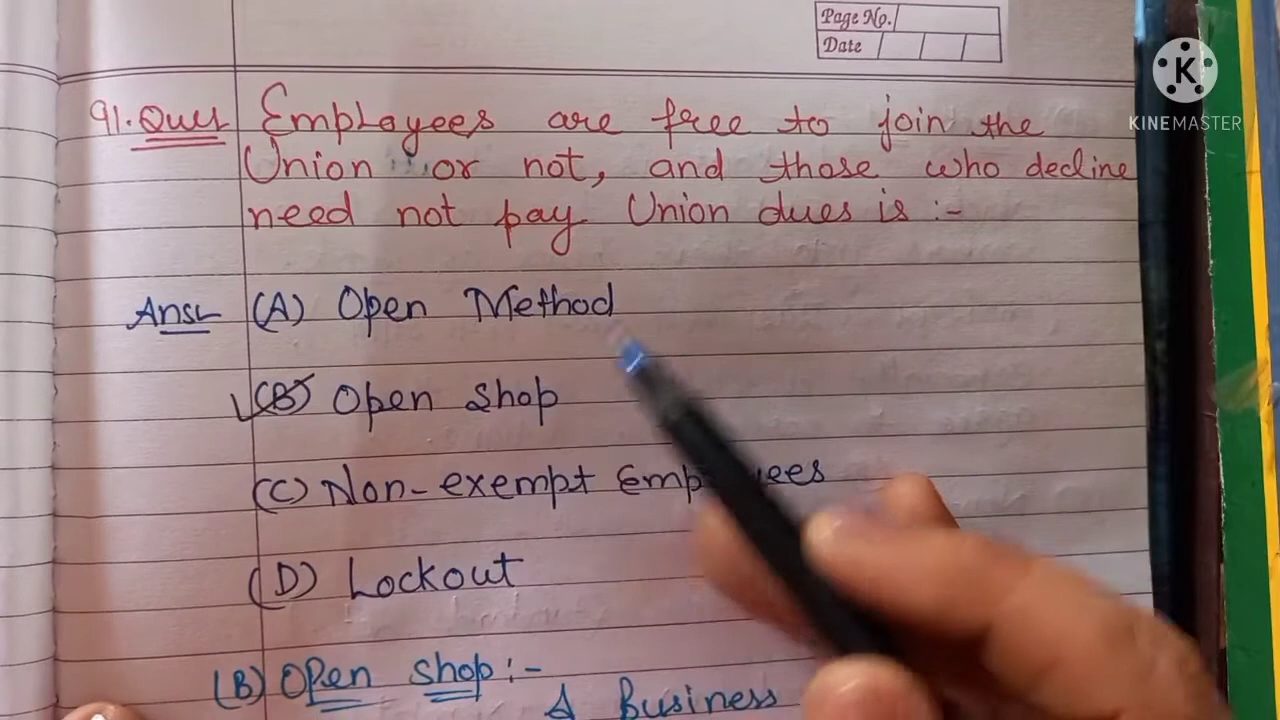 Page No.
Date
K
KINEMASTER
91. Ques Employees are free to join the
Union or not, and those who decline
need not pay Union dues is :-
Ans (A) Open Method
(B) Open Shop
(C) Non-exempt
(D) Lockout
(B) Open Shop :-
A Business